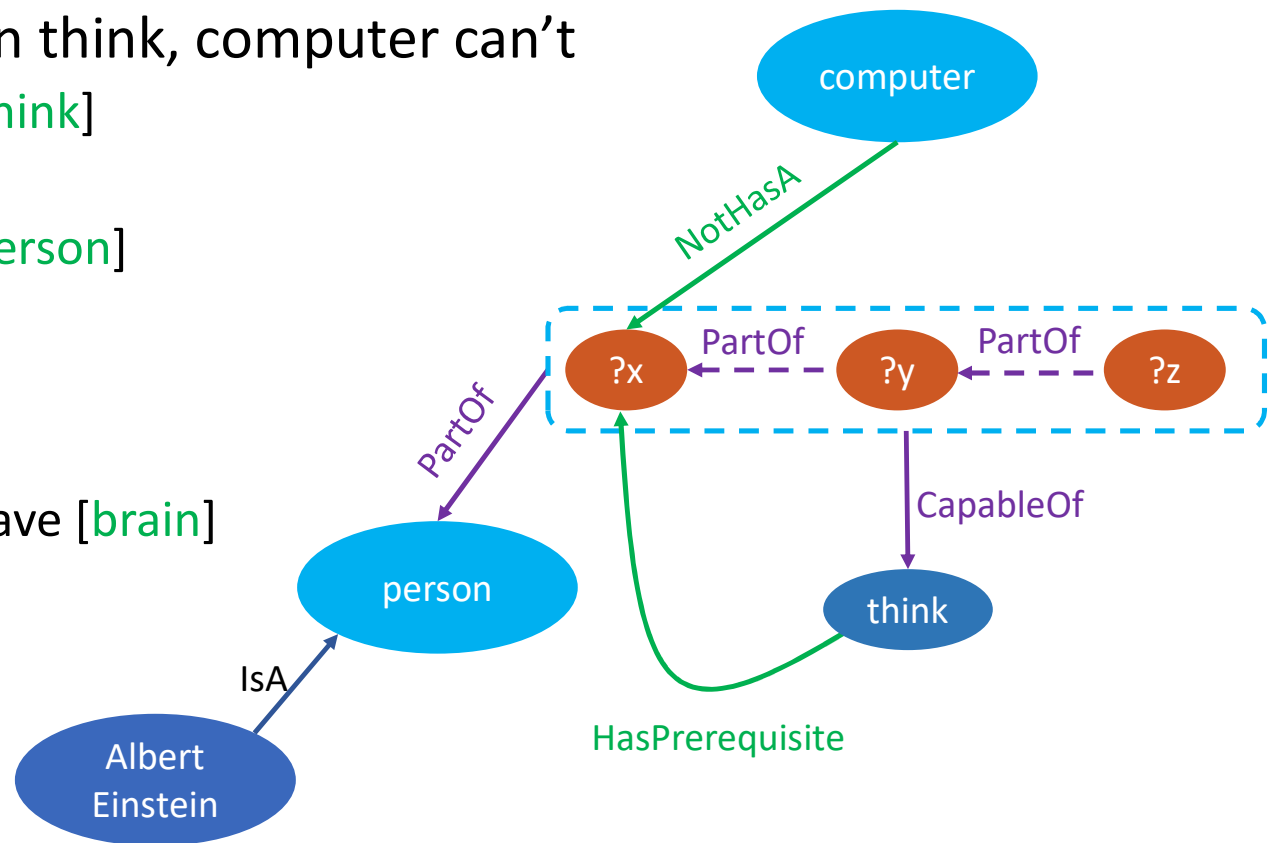 n think, computer can’t
hink]
erson]
ave [brain]
computer
NotHasA
?x
PartOf
?y
PartOf
?z
PartOf
CapableOf
person
think
IsA
HasPrerequisite
Albert
Einstein